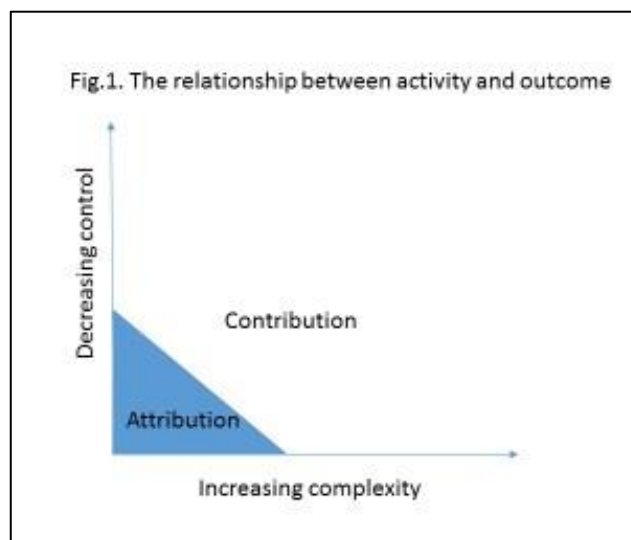 Fig.1. The relationship between activity and outcome
Decreasing control
Contribution
Attribution
Increasing complexity